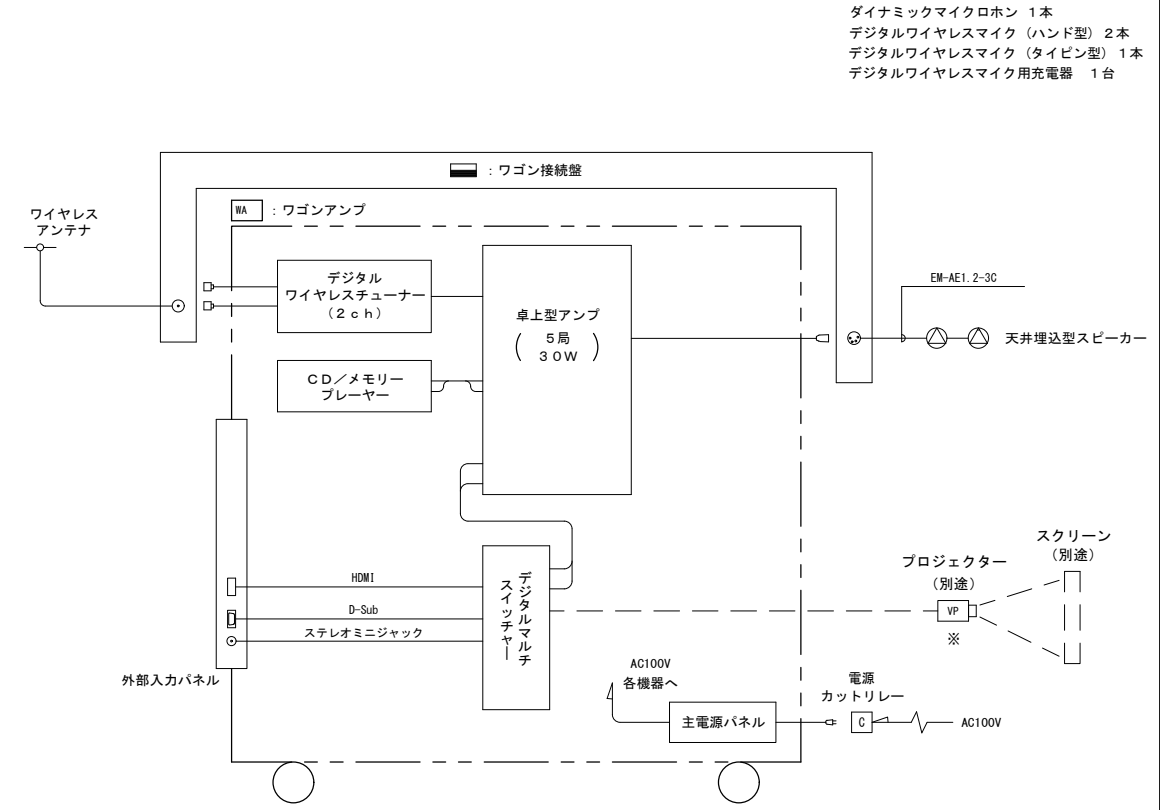 ダイナミックマイクロホン １本
デジタルワイヤレスマイク（ハンド型）２本
デジタルワイヤレスマイク（タイピン型）１本
デジタルワイヤレスマイク用充電器　１台
：ワゴン接続盤
WA ：ワゴンアンプ
ワイヤレス
アンテナ
デジタル
ワイヤレスチューナー
（２ｃｈ）
卓上型アンプ
（５局
３０Ｗ）
EM-AE1.2-3C
天井埋込型スピーカー
ＣＤ／メモリー
プレーヤー
HDMI
D-Sub
ステレオミニジャック
外部入力パネル
デジタルマルチ
スイッチャー
プロジェクター
（別途）
VP
※
スクリーン
（別途）
AC100V
各機器へ
主電源パネル
電源
カットリレー
C
AC100V